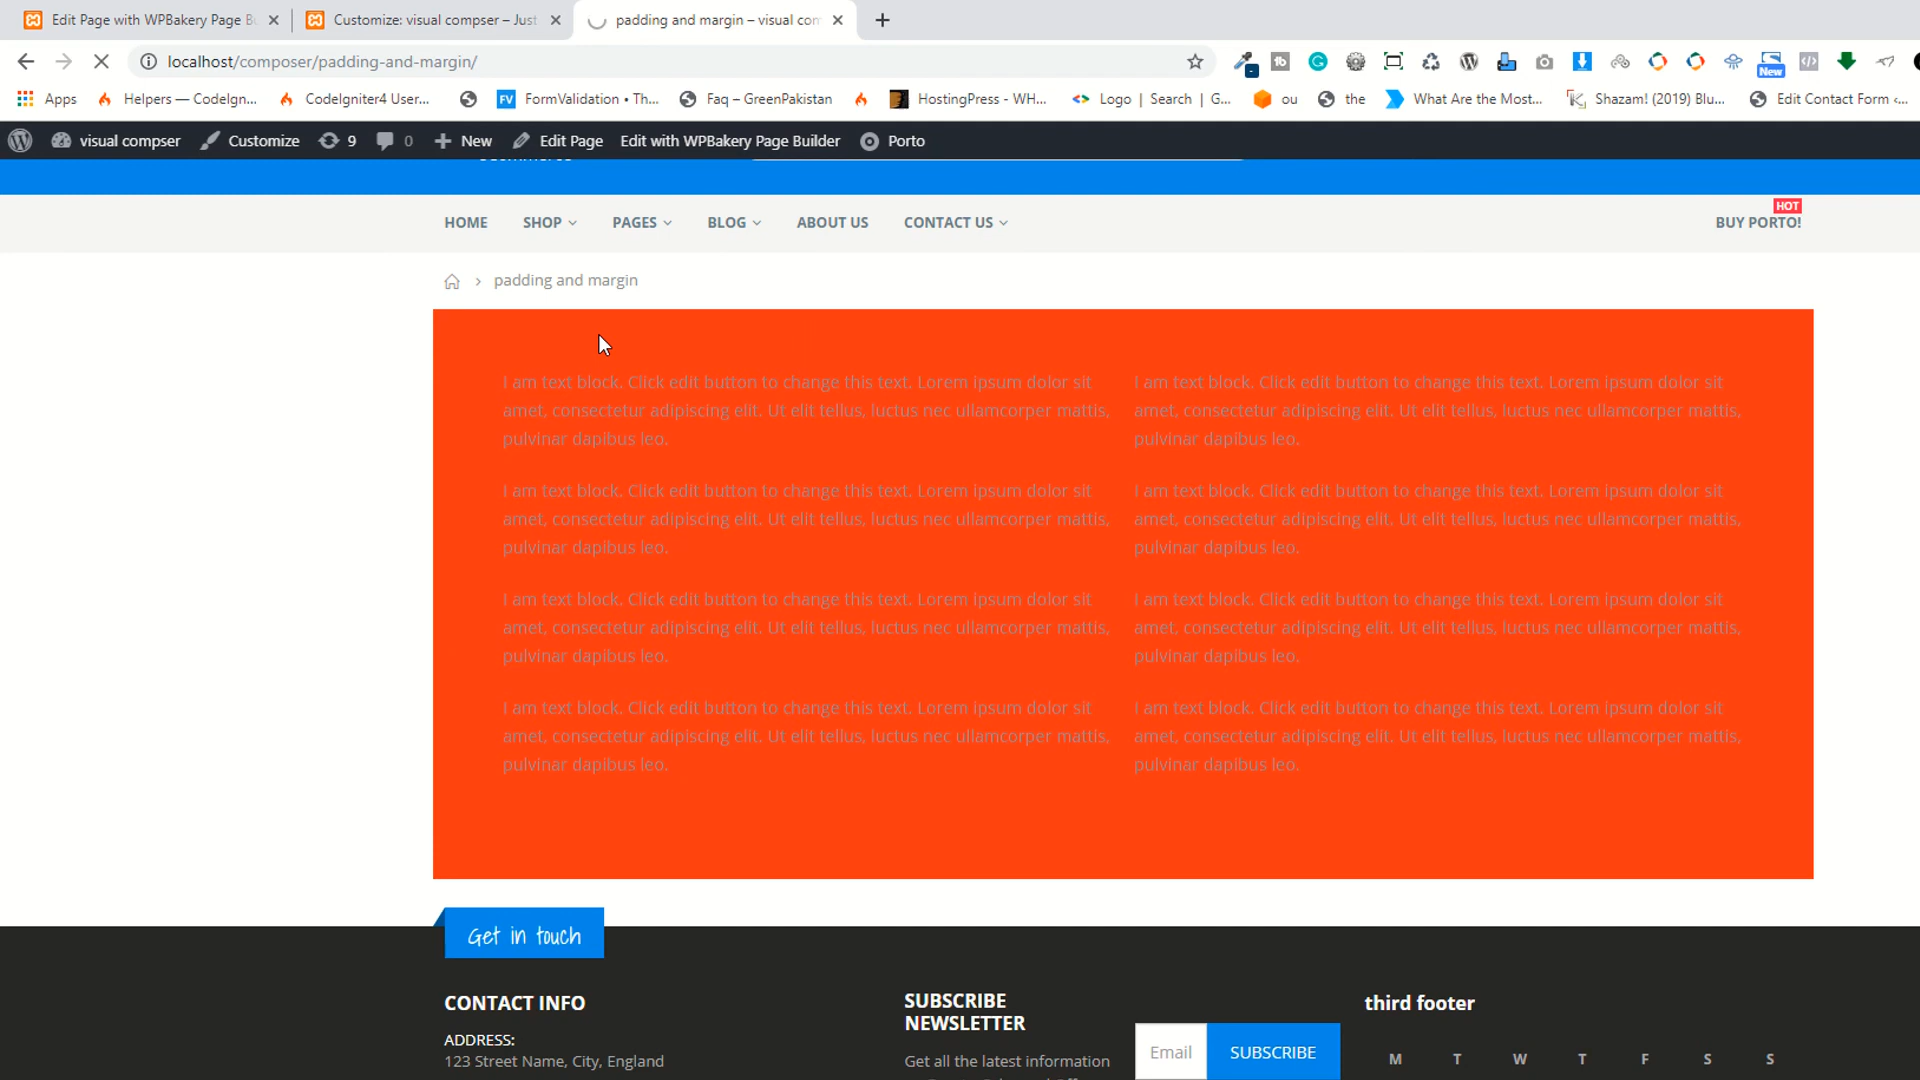 Edit Page with WPBakery Page B
Customize: visual compser – Just
padding and margin – visual com
localhost/composer/padding-and-margin/
New
Apps
Helpers — CodeIgn...
CodeIgniter4 User...
FV
FormValidation • Th...
Faq – GreenPakistan
HostingPress - WH...
Logo | Search | G...
ou
the
What Are the Most...
Shazam! (2019) Blu...
Edit Contact Form ‹...
visual compser
Customize
9
0
New
Edit Page
Edit with WPBakery Page Builder
Porto
HOME
SHOP
PAGES
BLOG
ABOUT US
CONTACT US
HOT
BUY PORTO!
padding and margin
I am text block. Click edit button to change this text. Lorem ipsum dolor sit
amet, consectetur adipiscing elit. Ut elit tellus, luctus nec ullamcorper mattis,
pulvinar dapibus leo.
I am text block. Click edit button to change this text. Lorem ipsum dolor sit
amet, consectetur adipiscing elit. Ut elit tellus, luctus nec ullamcorper mattis,
pulvinar dapibus leo.
I am text block. Click edit button to change this text. Lorem ipsum dolor sit
amet, consectetur adipiscing elit. Ut elit tellus, luctus nec ullamcorper mattis,
pulvinar dapibus leo.
I am text block. Click edit button to change this text. Lorem ipsum dolor sit
amet, consectetur adipiscing elit. Ut elit tellus, luctus nec ullamcorper mattis,
pulvinar dapibus leo.
I am text block. Click edit button to change this text. Lorem ipsum dolor sit
amet, consectetur adipiscing elit. Ut elit tellus, luctus nec ullamcorper mattis,
pulvinar dapibus leo.
I am text block. Click edit button to change this text. Lorem ipsum dolor sit
amet, consectetur adipiscing elit. Ut elit tellus, luctus nec ullamcorper mattis,
pulvinar dapibus leo.
I am text block. Click edit button to change this text. Lorem ipsum dolor sit
amet, consectetur adipiscing elit. Ut elit tellus, luctus nec ullamcorper mattis,
pulvinar dapibus leo.
I am text block. Click edit button to change this text. Lorem ipsum dolor sit
amet, consectetur adipiscing elit. Ut elit tellus, luctus nec ullamcorper mattis,
pulvinar dapibus leo.
Get in touch
CONTACT INFO
ADDRESS:
123 Street Name, City, England
SUBSCRIBE
NEWSLETTER
Get all the latest information
Email
SUBSCRIBE
third footer
M T W T F S S